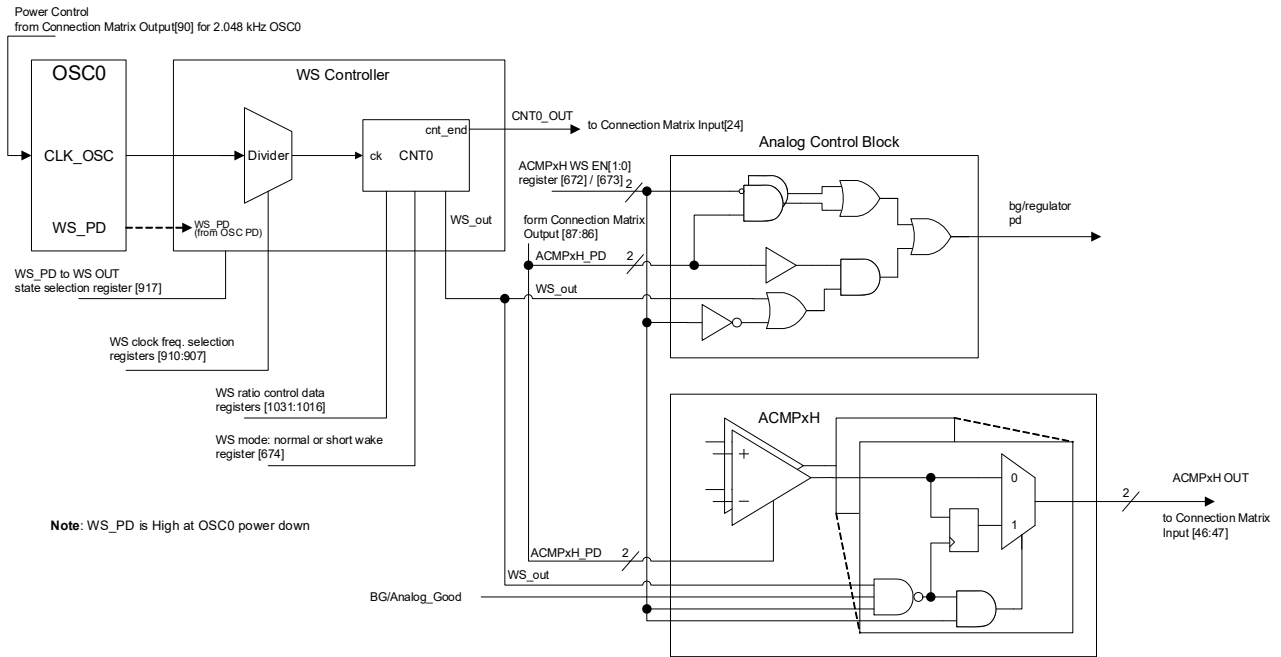 Power Control
from Connection Matrix Output[90] for 2.048 kHz OSC0
OSC0
CLK_OSC
WS_PD
WS Controller
Divider
cnt_end
ck CNT0
WS_PD
(from OSC PD)
WS_out
CNT0_OUT
to Connection Matrix Input[24]
WS_PD to WS OUT
state selection register [917]
WS clock freq. selection
registers [910:907]
WS ratio control data
registers [1031:1016]
WS mode: normal or short wake
register [674]
Note: WS_PD is High at OSC0 power down
ACMPxH WS EN[1:0]
register [672] / [673]
2
form Connection Matrix
Output [87:86]
ACMPxH_PD
2
WS_out
Analog Control Block
bg/regulator
pd
ACMPxH
+
−
0
1
2
ACMPxH OUT
to Connection Matrix
Input [46:47]
ACMPxH_PD
2
WS_out
BG/Analog_Good